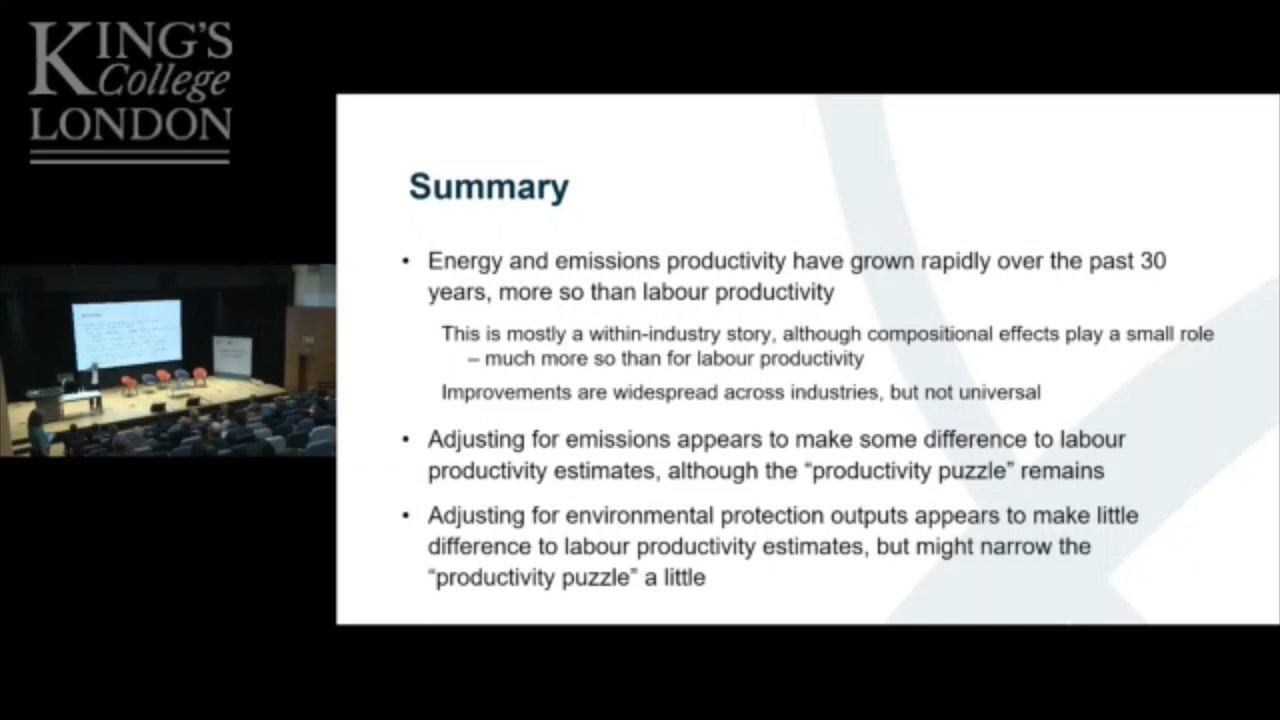 KING'S
College
LONDON
Summary
• Energy and emissions productivity have grown rapidly over the past 30
years, more so than labour productivity
This is mostly a within-industry story, although compositional effects play a small role
– much more so than for labour productivity
Improvements are widespread across industries, but not universal
• Adjusting for emissions appears to make some difference to labour
productivity estimates, although the “productivity puzzle” remains
• Adjusting for environmental protection outputs appears to make little
difference to labour productivity estimates, but might narrow the
“productivity puzzle” a little